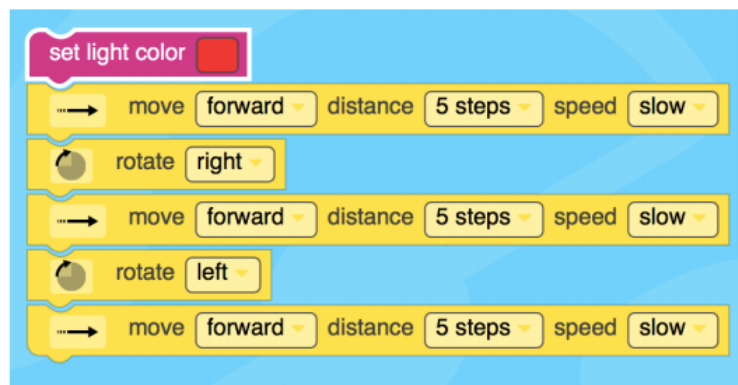 set light color
move forward distance 5 steps speed slow
rotate right
move forward distance 5 steps speed slow
rotate left
move forward distance 5 steps speed slow